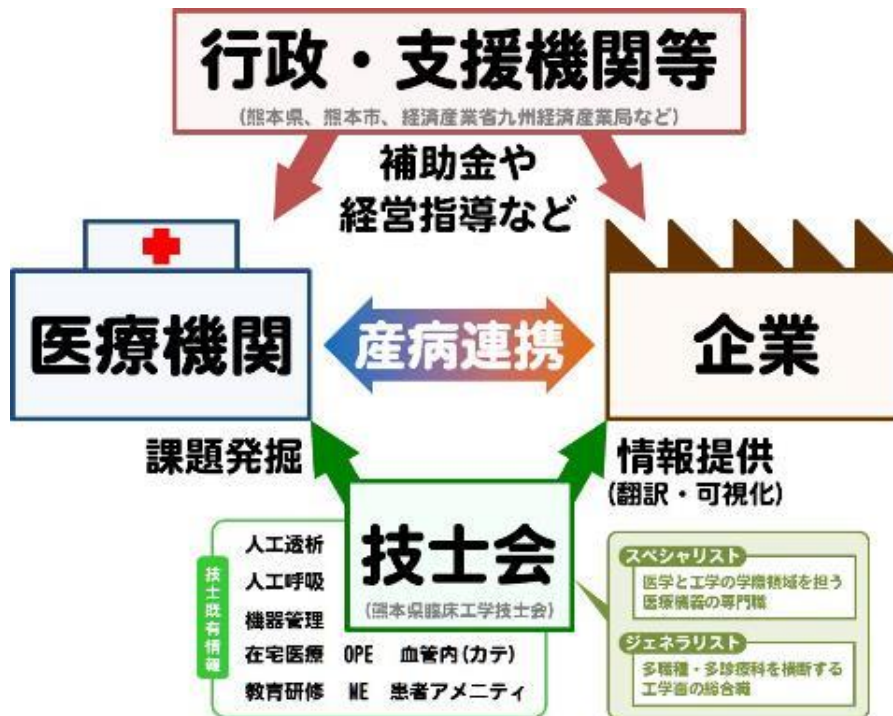 行政・支援機関等
(熊本県、熊本市、経済産業省九州経済産業局など)
補助金や
経営指導など
医療機関
産病連携
企業
課題発掘
情報提供
(翻訳・可視化)
技士会
(熊本県臨床工学技士会)
技士既有情報
人工透析
人工呼吸
機器管理
在宅医療 OPE 血管内(カテ)
教育研修 ME 患者アメニティ
スペシャリスト
医学と工学の学際領域を担う
医療機器の専門職
ジェネラリスト
多職種・多診療科を横断する
工学面の総合職